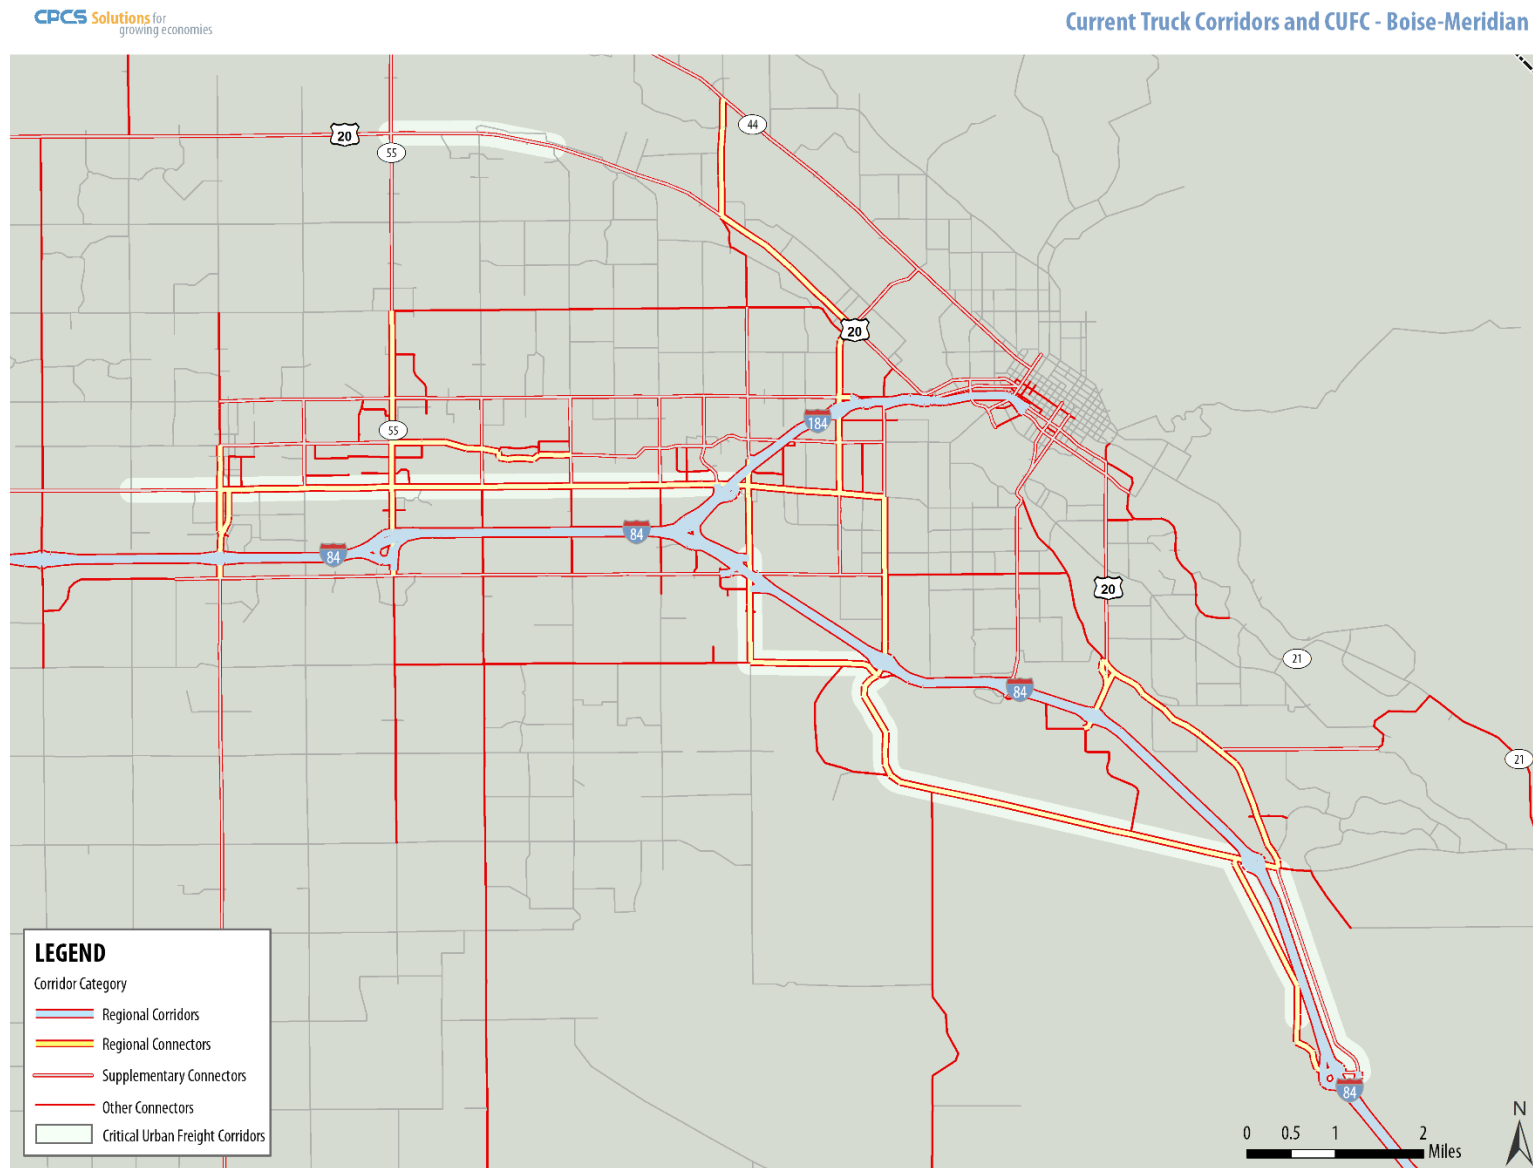 CPCS Solutions for
growing economies
Current Truck Corridors and CUFC - Boise-Meridian
44
20
55
20
184
55
84
84
20
21
84
21
LEGEND
Corridor Category
Regional Corridors
Regional Connectors
Supplementary Connectors
Other Connectors
Critical Urban Freight Corridors
84
N
0 0.5 1 2
Miles